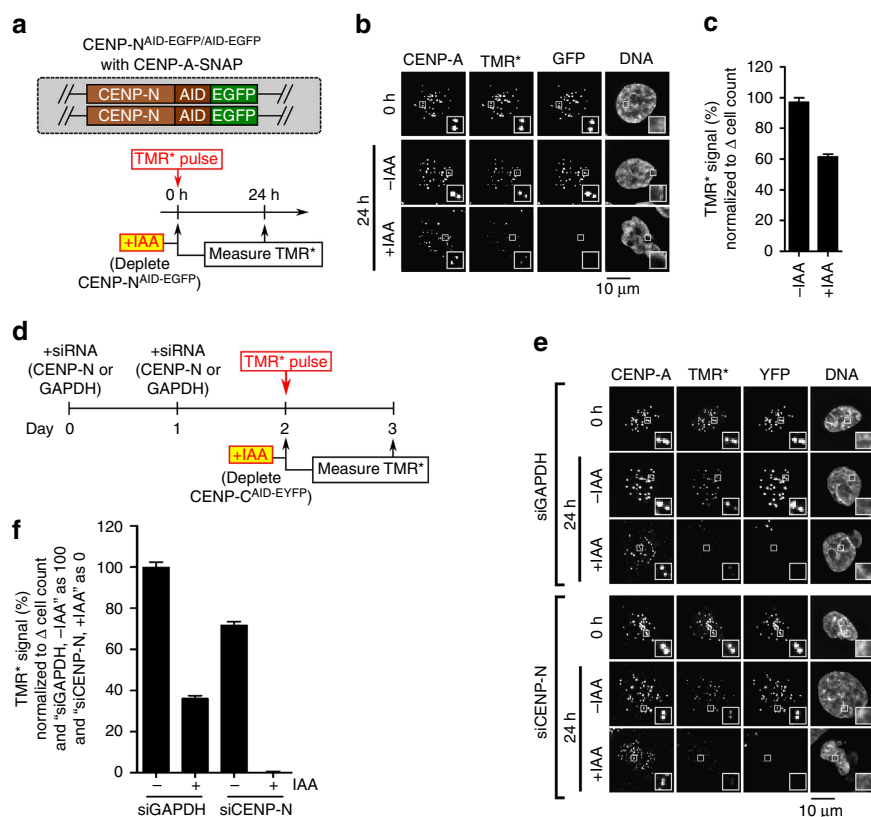 a
CENP-N^AID-EGFP/AID-EGFP
with CENP-A-SNAP
CENP-N AID EGFP
CENP-N AID EGFP
TMR* pulse
0 h 24 h
+IAA
Measure TMR*
(Deplete
CENP-N^AID-EGFP)
b
CENP-A TMR* GFP DNA
0 h
24 h
–IAA
+IAA
10 μm
c
TMR* signal (%)
normalized to Δ cell count
120
100
80
60
40
20
0
–IAA
+IAA
d
+siRNA
(CENP-N or
GAPDH)
+siRNA
(CENP-N or
GAPDH)
TMR* pulse
Day 0 1 2 3
+IAA
Measure TMR*
(Deplete
CENP-C^AID-EYFP)
e
CENP-A TMR* YFP DNA
siGAPDH
0 h
24 h
–IAA
+IAA
siCENP-N
0 h
24 h
–IAA
+IAA
10 μm
f
TMR* signal (%)
normalized to Δ cell count
and "siGAPDH, –IAA" as 100
and "siCENP-N, +IAA" as 0
120
100
80
60
40
20
0
– + – + IAA
siGAPDH siCENP-N